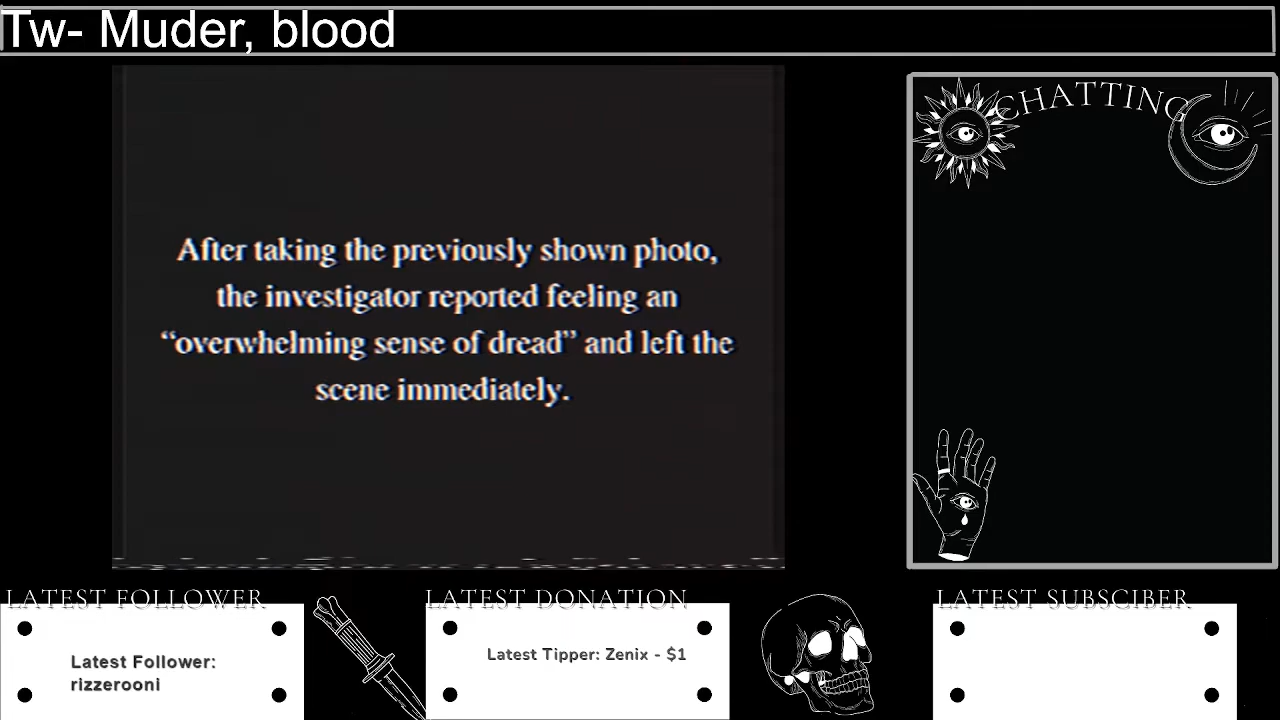 Tw- Muder, blood
CHATTING
After taking the previously shown photo,
the investigator reported feeling an
“overwhelming sense of dread” and left the
scene immediately.
LATEST FOLLOWER
LATEST DONATION
LATEST SUBSCIBER
Latest Follower:
rizzerooni
Latest Tipper: Zenix - $1